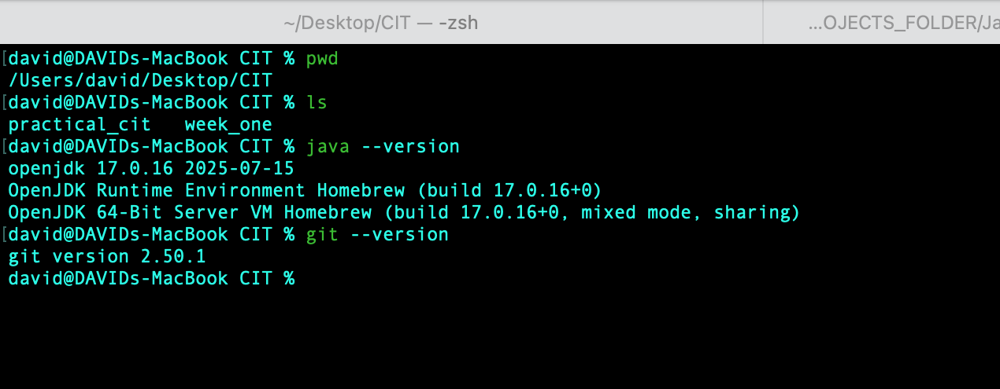 ~/Desktop/CIT — -zsh
...OJECTS_FOLDER/Ja
[david@DAVIDs-MacBook CIT % pwd
/Users/david/Desktop/CIT
[david@DAVIDs-MacBook CIT % ls
practical_cit   week_one
[david@DAVIDs-MacBook CIT % java --version
openjdk 17.0.16 2025-07-15
OpenJDK Runtime Environment Homebrew (build 17.0.16+0)
OpenJDK 64-Bit Server VM Homebrew (build 17.0.16+0, mixed mode, sharing)
[david@DAVIDs-MacBook CIT % git --version
git version 2.50.1
david@DAVIDs-MacBook CIT %